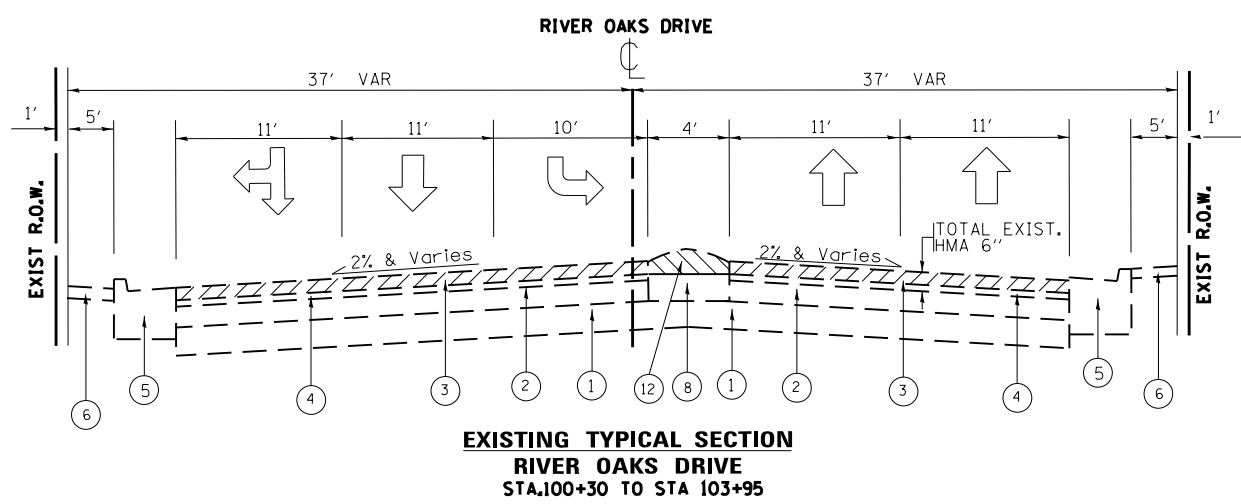 RIVER OAKS DRIVE
℄
37' VAR 37' VAR
1' 5' 11' 11' 10' 4' 11' 11' 5' 1'
EXIST R.O.W.
EXIST R.O.W.
TOTAL EXIST.
HMA 6''
2% & Varies 2% & Varies
6 5 4 3 2 1 12 8 1 2 3 4 5 6
EXISTING TYPICAL SECTION
RIVER OAKS DRIVE
STA.100+30 TO STA 103+95